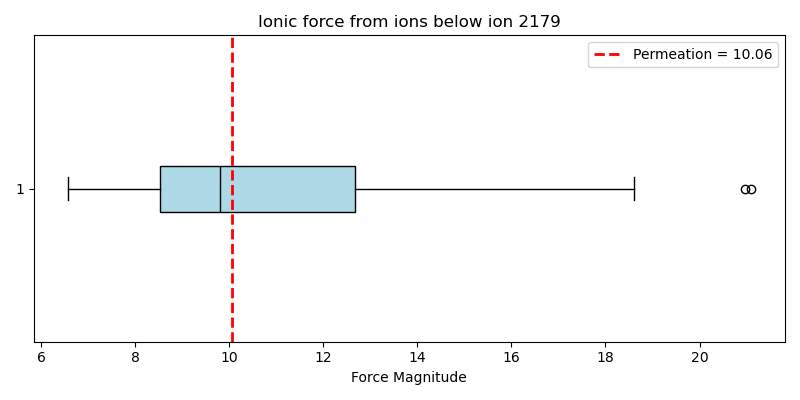 Ionic force from ions below ion 2179
Permeation = 10.06
1
6 8 10 12 14 16 18 20
Force Magnitude